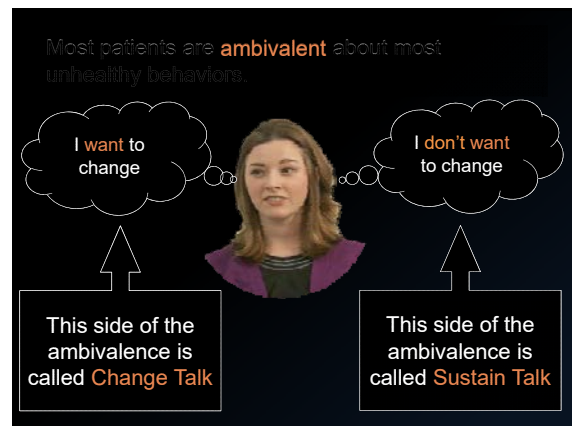 Most patients are ambivalent about most
unhealthy behaviors.
I want to
change
I don't want
to change
This side of the
ambivalence is
called Change Talk
This side of the
ambivalence is
called Sustain Talk